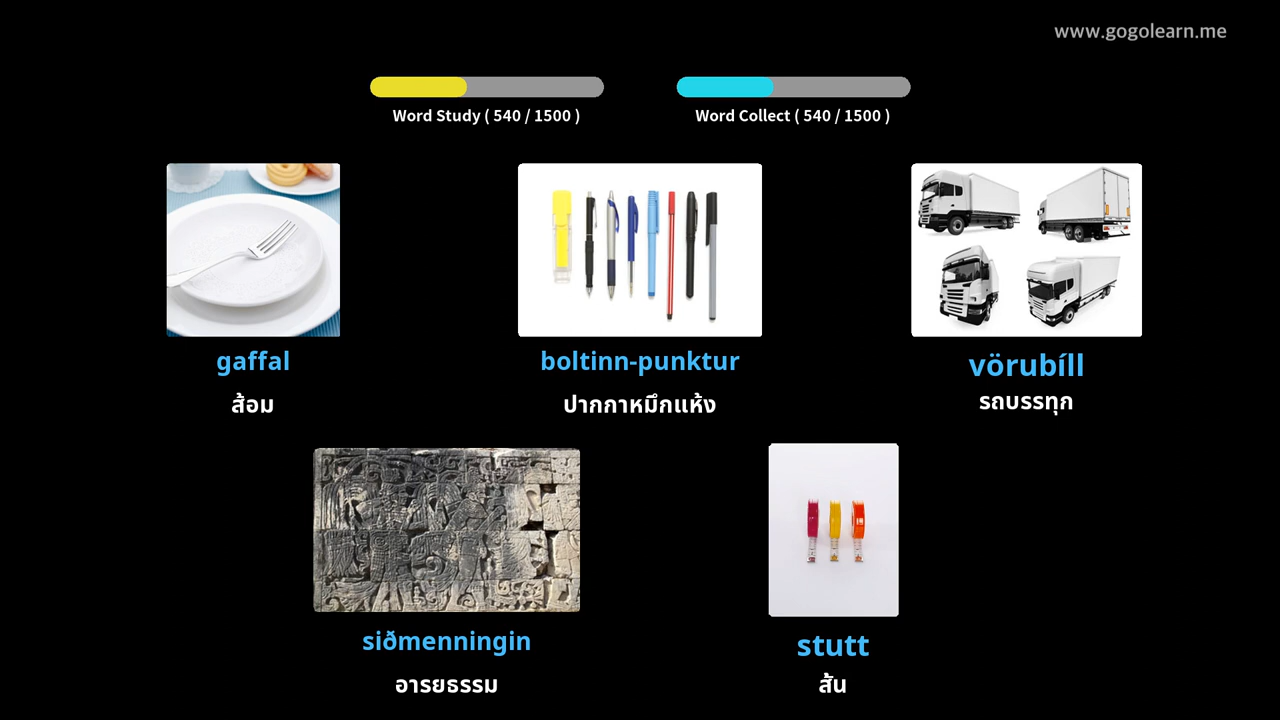 www.gogolearn.me
Word Study ( 540 / 1500 )
Word Collect ( 540 / 1500 )
gaffal
boltinn-punktur
vörubíll
ส้อม
ปากกาหมึกแห้ง
รถบรรทุก
siðmenningin
stutt
อารยธรรม
สั้น